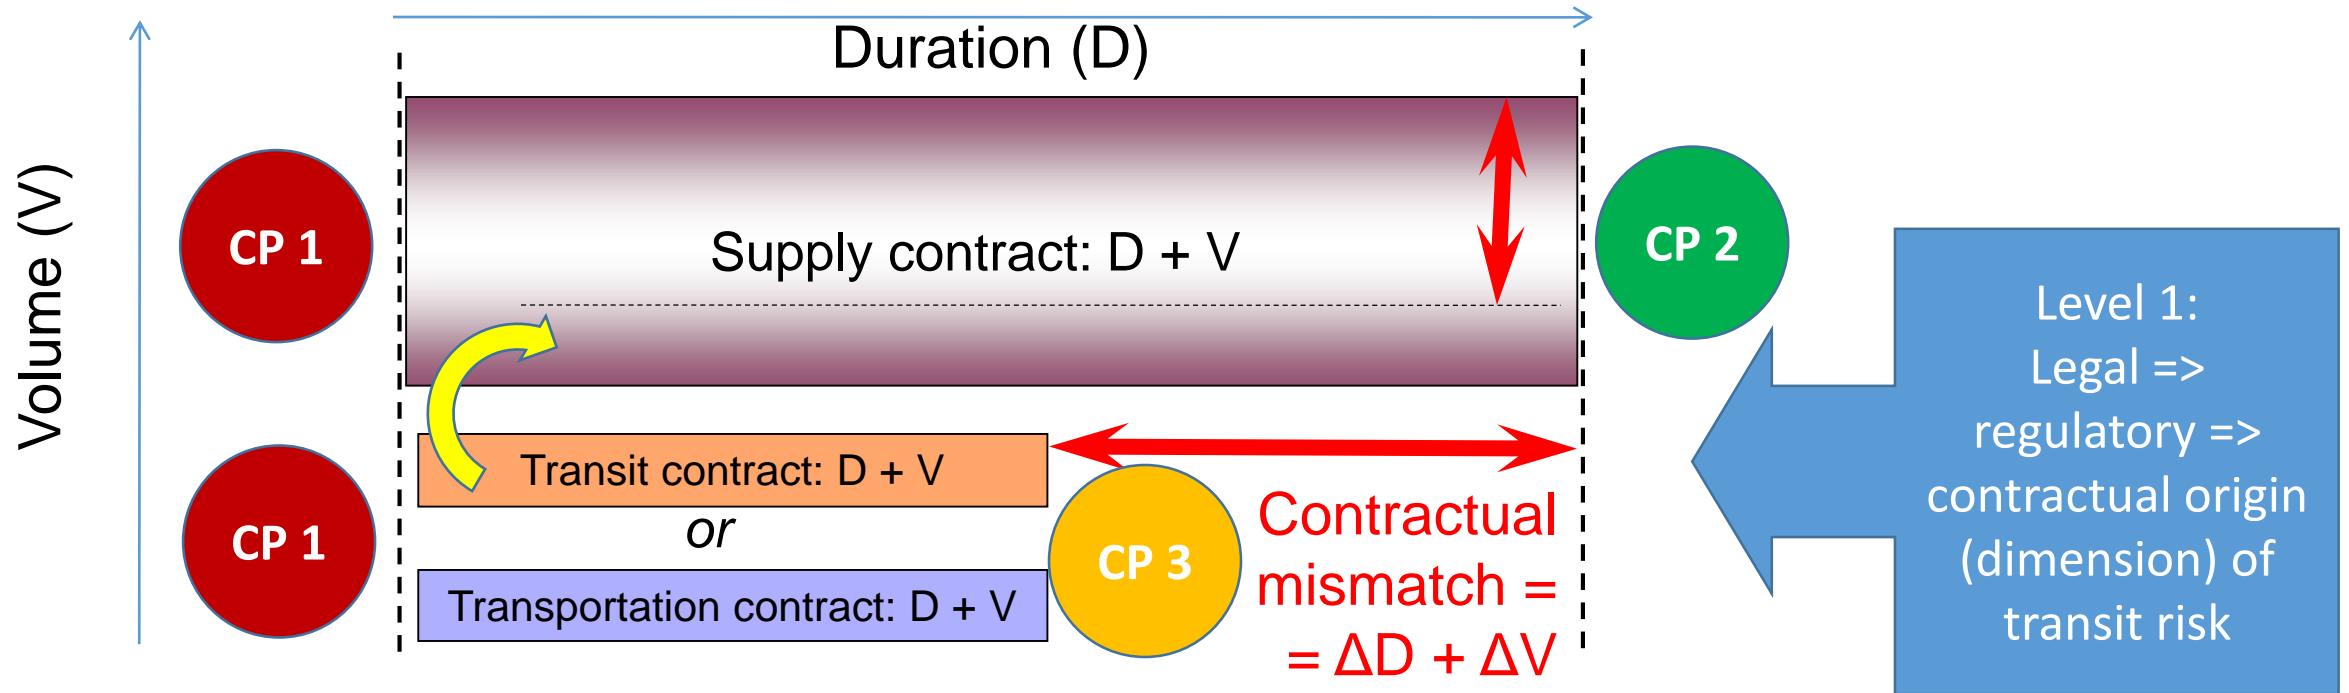 Duration (D)
Volume (V)
CP 1
Supply contract: D + V
CP 2
Transit contract: D + V
or
CP 1
CP 3
Transportation contract: D + V
Contractual
mismatch =
= ΔD + ΔV
Level 1:
Legal =>
regulatory =>
contractual origin
(dimension) of
transit risk